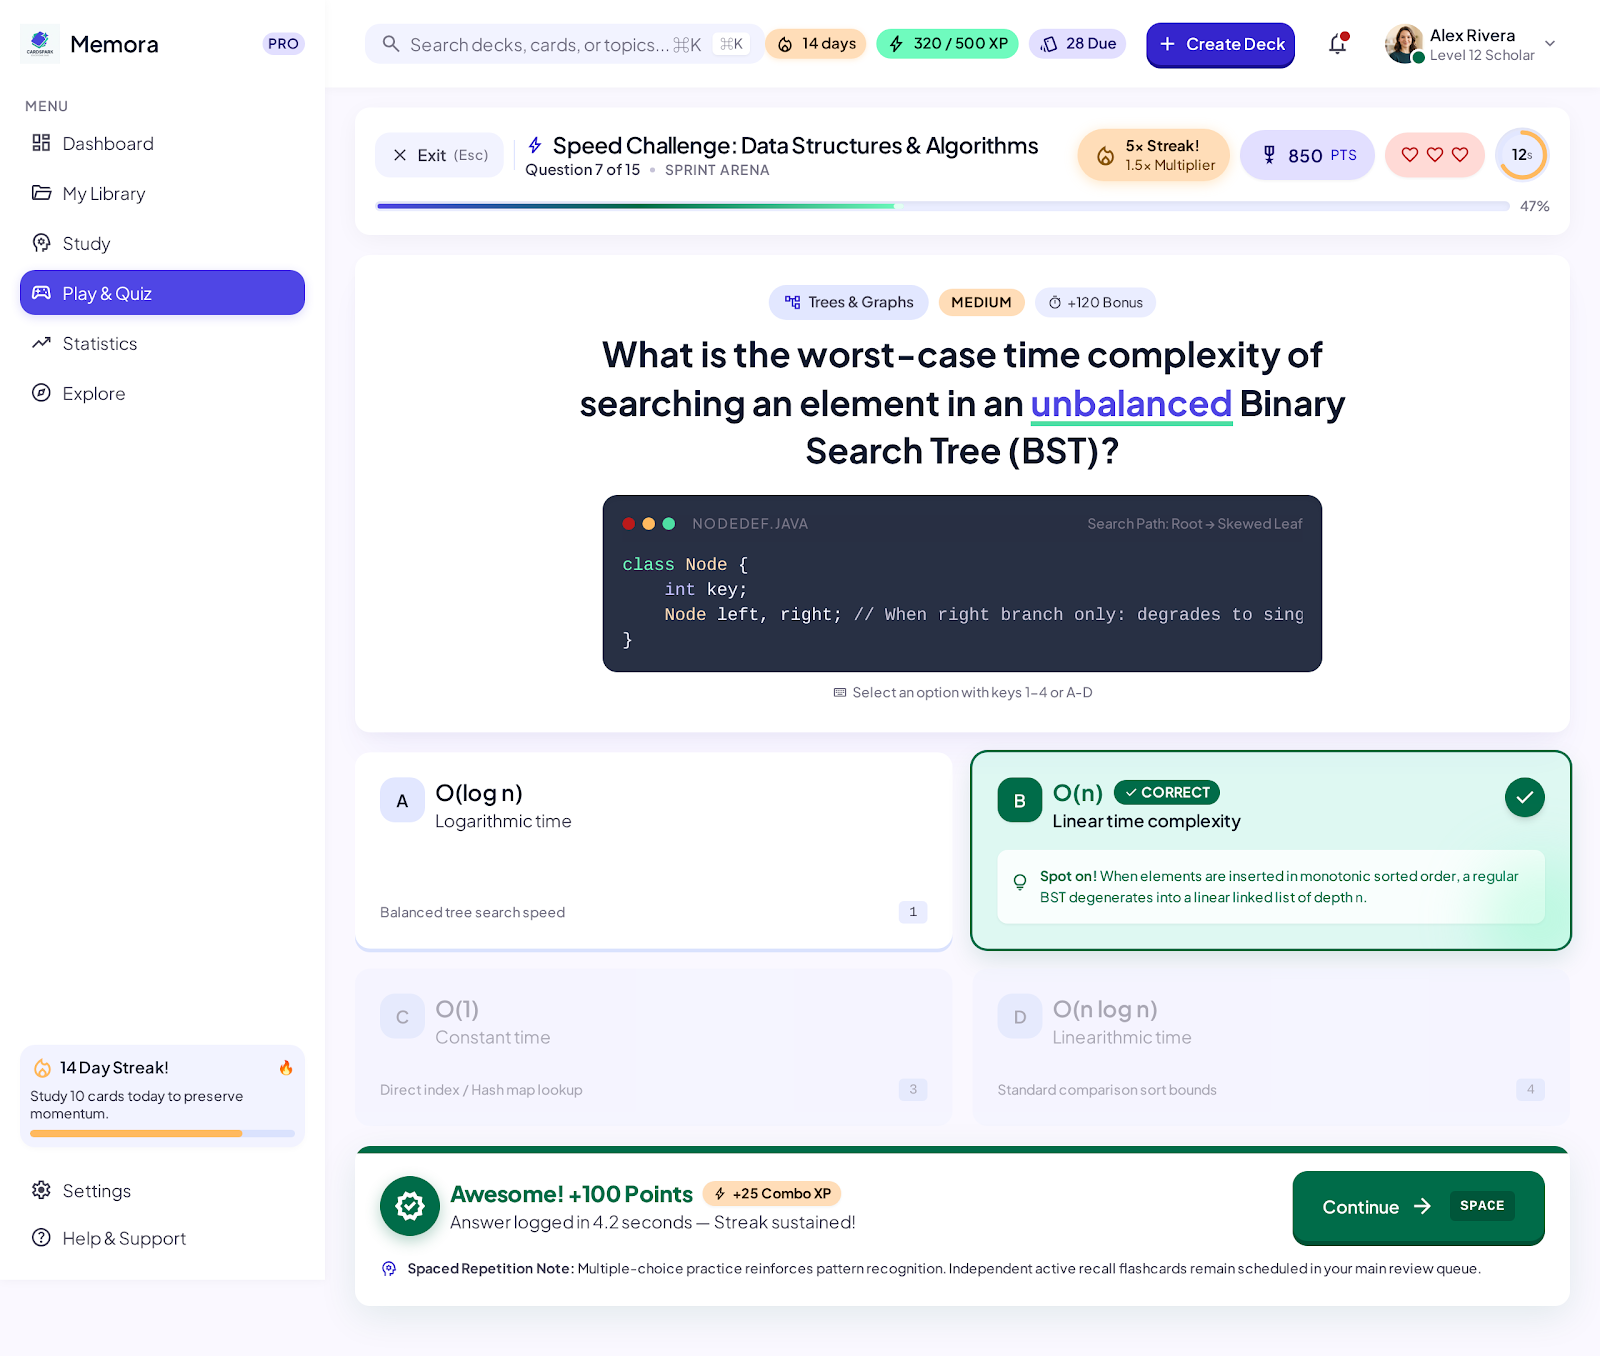 Memora
PRO
MENU
Dashboard
My Library
Study
Play & Quiz
Statistics
Explore
14 Day Streak!
Study 10 cards today to preserve
momentum.
Settings
Help & Support
Search decks, cards, or topics... ⌘K ⌘K
14 days
320 / 500 XP
28 Due
Create Deck
Alex Rivera
Level 12 Scholar
Exit (Esc)
Speed Challenge: Data Structures & Algorithms
Question 7 of 15 • SPRINT ARENA
5× Streak!
1.5× Multiplier
850 PTS
12s
47%
Trees & Graphs
MEDIUM
+120 Bonus
What is the worst-case time complexity of
searching an element in an unbalanced Binary
Search Tree (BST)?
NODEDEF.JAVA
Search Path: Root → Skewed Leaf
class Node {
    int key;
    Node left, right; // When right branch only: degrades to sing
}
Select an option with keys 1-4 or A-D
A
O(log n)
Logarithmic time
Balanced tree search speed
1
B
O(n)
✓ CORRECT
Linear time complexity
Spot on! When elements are inserted in monotonic sorted order, a regular
BST degenerates into a linear linked list of depth n.
C
O(1)
Constant time
Direct index / Hash map lookup
3
D
O(n log n)
Linearithmic time
Standard comparison sort bounds
4
Awesome! +100 Points
+25 Combo XP
Answer logged in 4.2 seconds — Streak sustained!
Continue → SPACE
Spaced Repetition Note: Multiple-choice practice reinforces pattern recognition. Independent active recall flashcards remain scheduled in your main review queue.